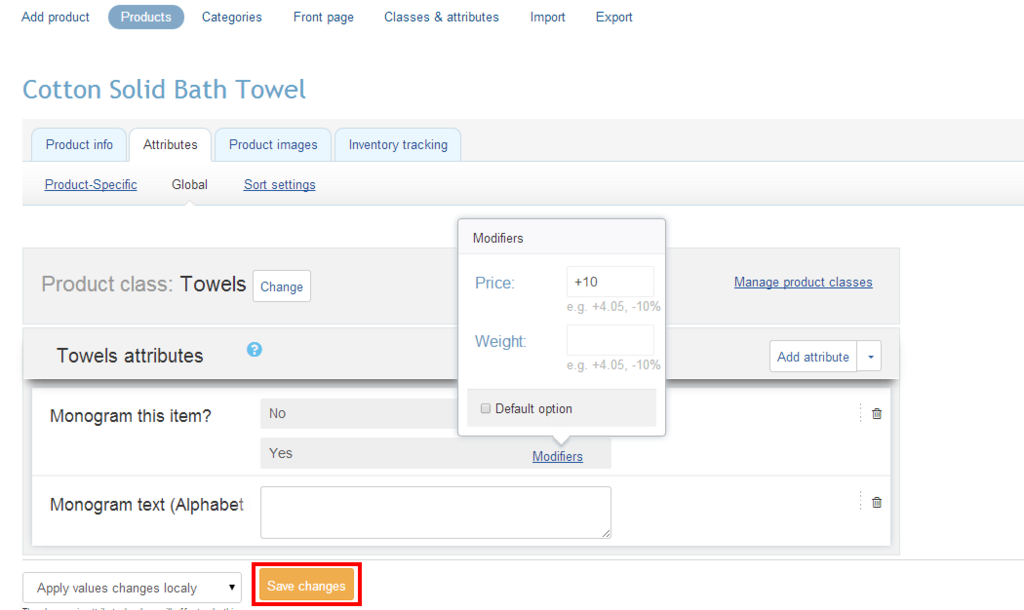 Add product Products Categories Front page Classes & attributes Import Export
Cotton Solid Bath Towel
Product info Attributes Product images Inventory tracking
Product-Specific Global Sort settings
Modifiers
Price: +10
e.g. +4.05, -10%
Weight:
e.g. +4.05, -10%
Default option
Product class: Towels Change
Manage product classes
Towels attributes ?
Add attribute
Monogram this item? No
Yes Modifiers
Monogram text (Alphabet
Apply values changes localy Save changes